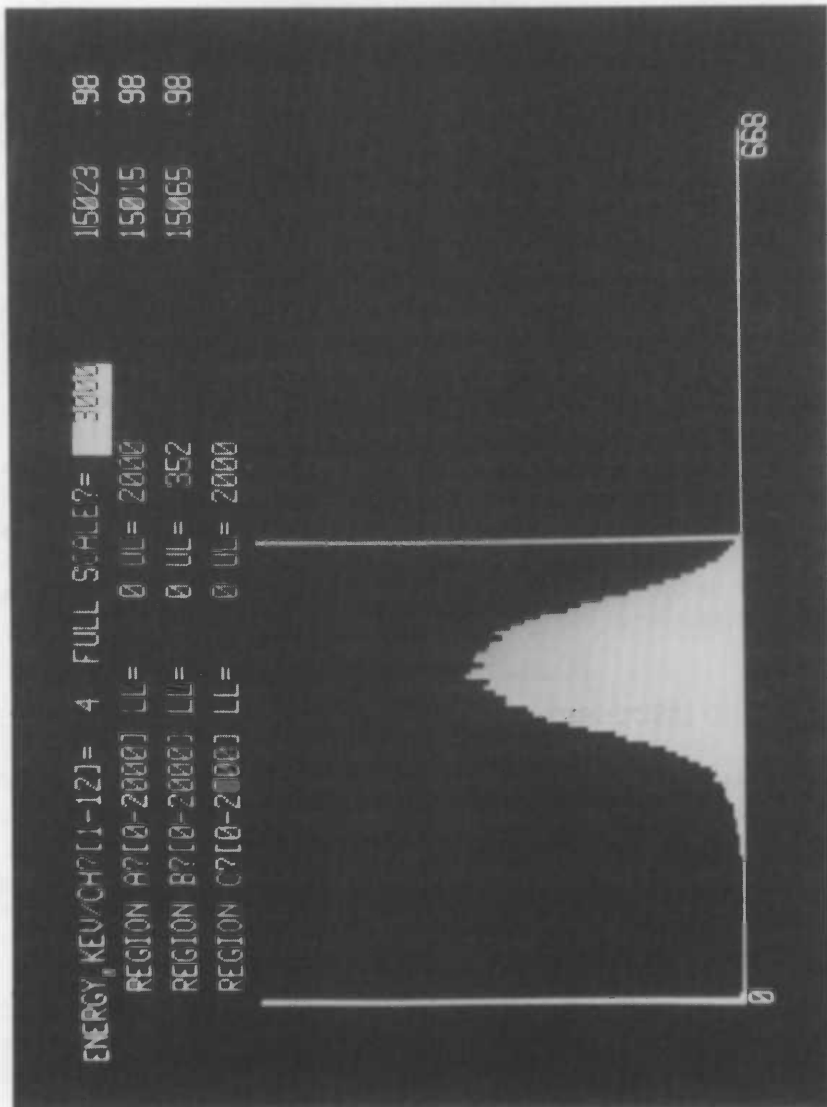 ENERGY,KEV/CH?[1-12]= 4 FULL SCALE?= 3000 15023 .98
REGION A?[0-2000] LL= 0 UL= 2000 15015 .98
REGION B?[0-2000] LL= 0 UL= 352 15065 .98
REGION C?[0-2000] LL= 0 UL= 2000
0 668